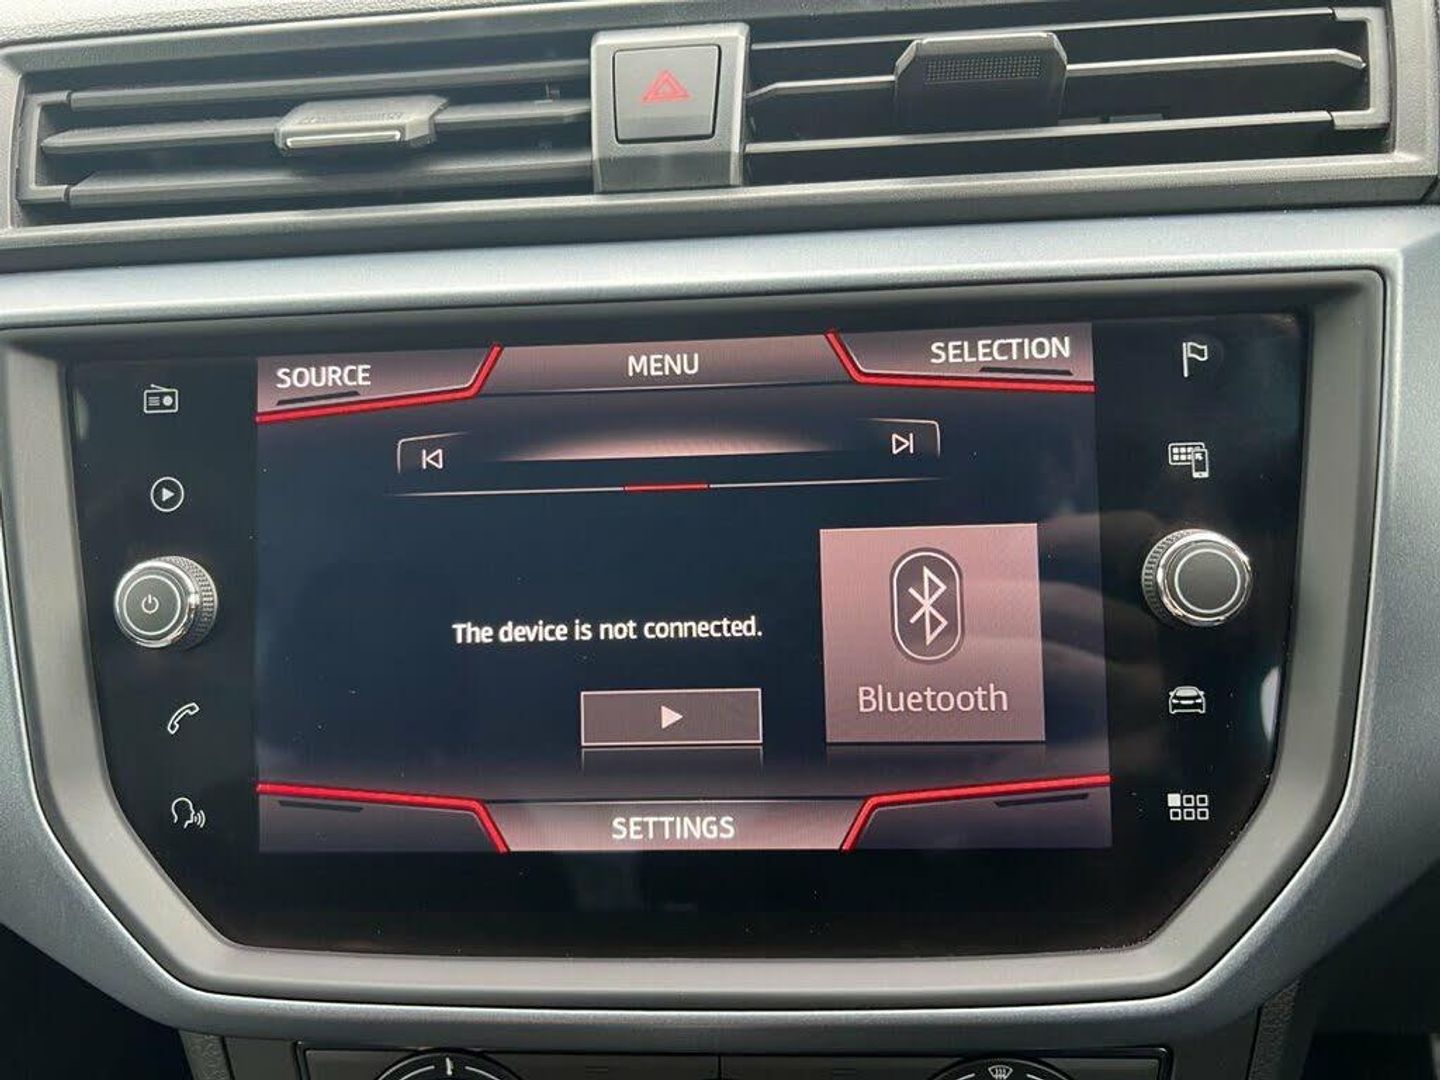 SOURCE
MENU
SELECTION
The device is not connected.
Bluetooth
SETTINGS